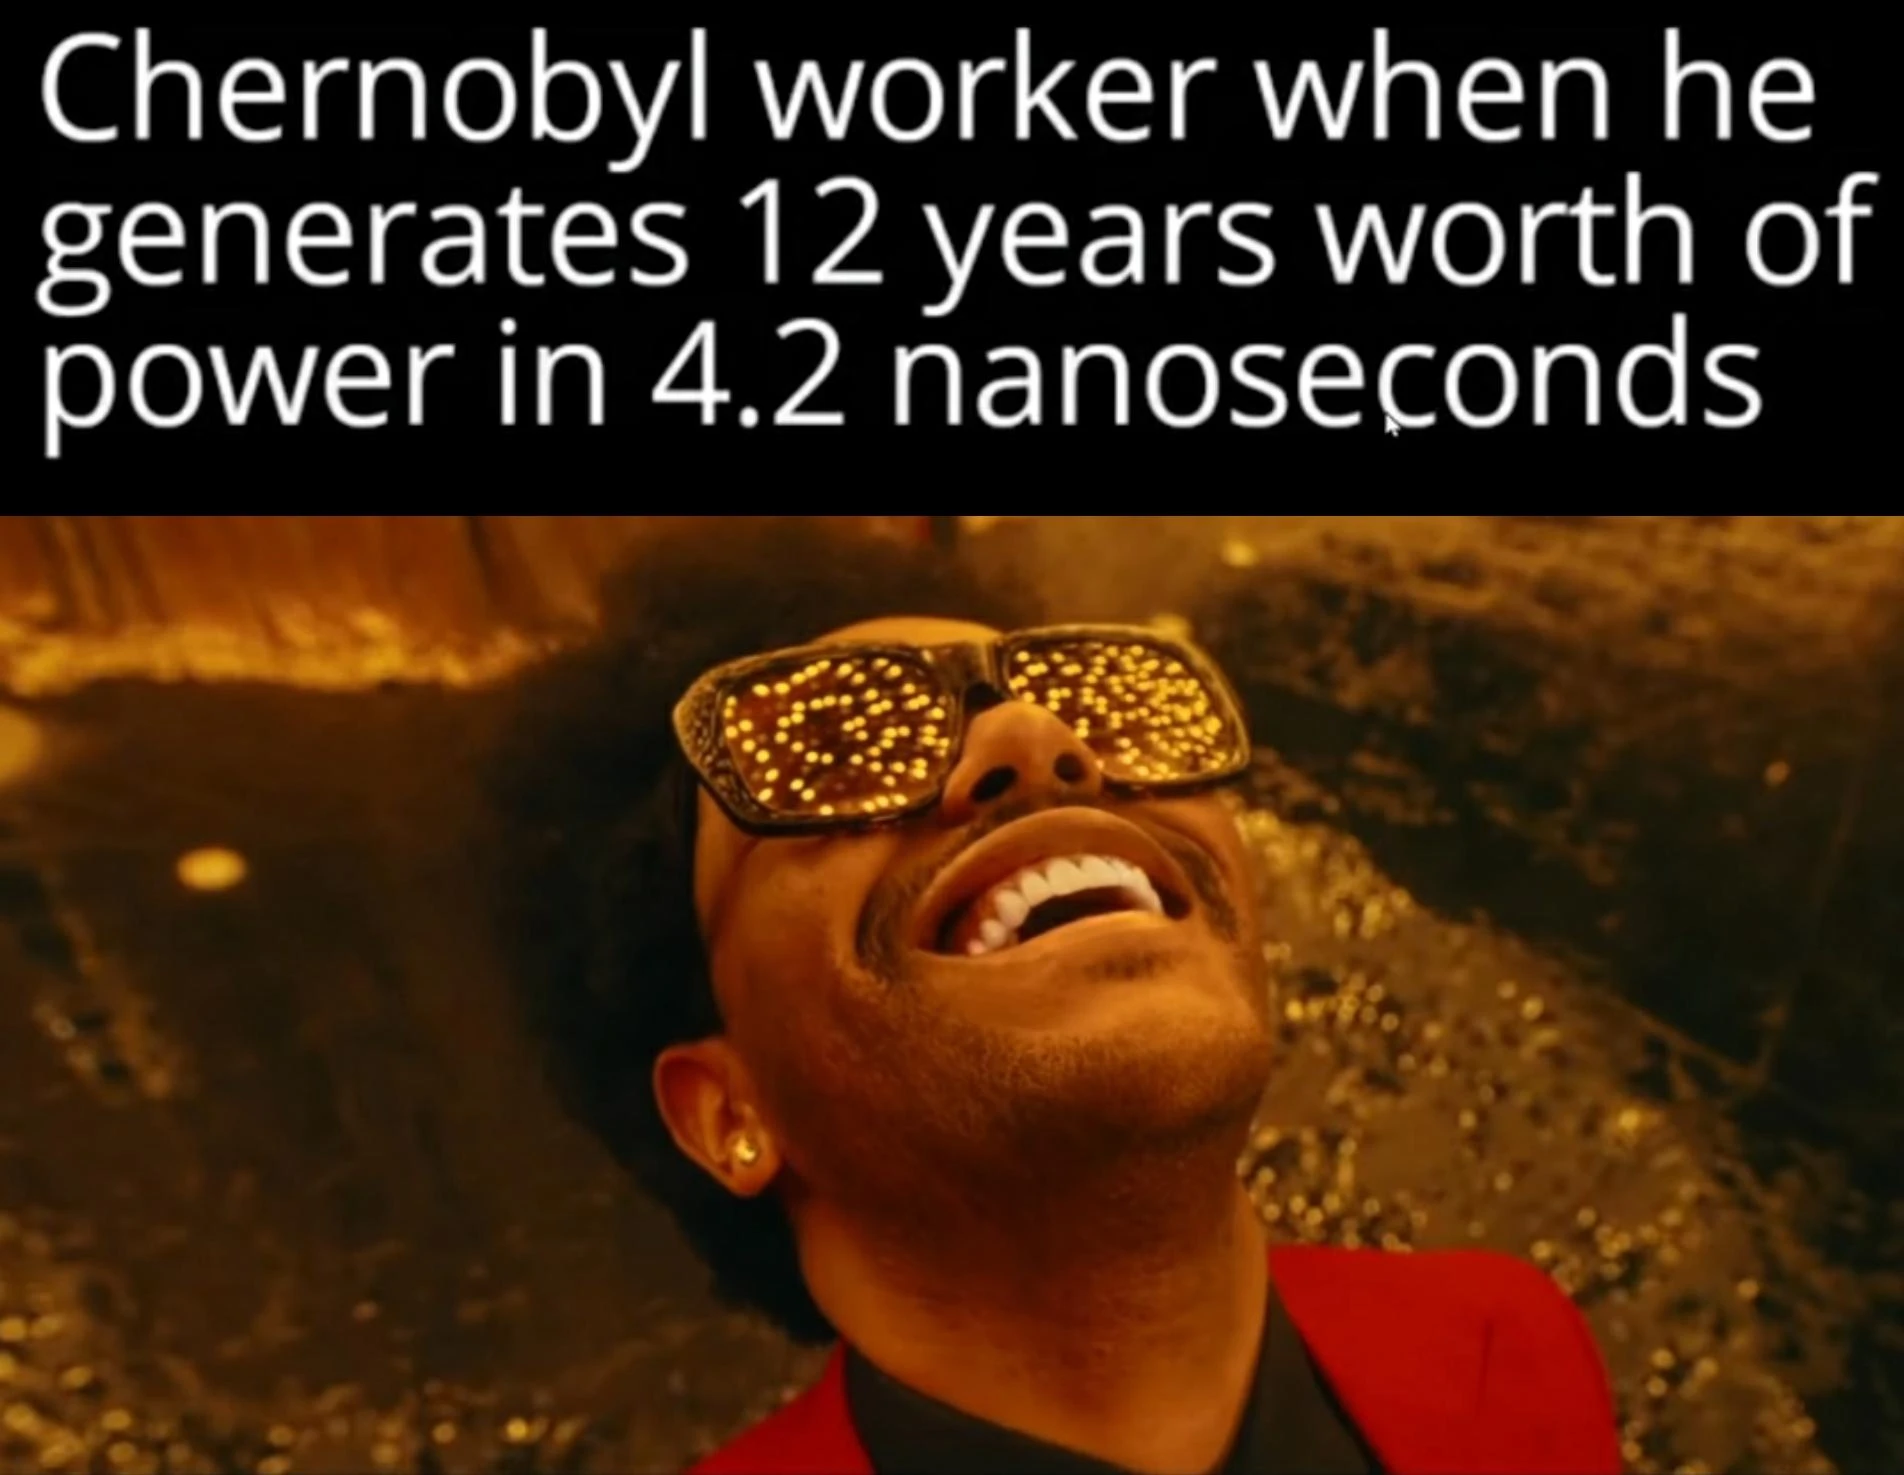 Chernobyl worker when he
generates 12 years worth of
power in 4.2 nanoseconds